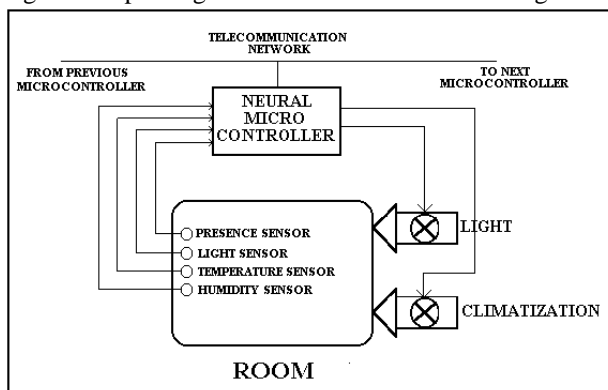 TELECOMMUNICATION
NETWORK
FROM PREVIOUS
MICROCONTROLLER
TO NEXT
MICROCONTROLLER
NEURAL
MICRO
CONTROLLER
PRESENCE SENSOR
LIGHT SENSOR
TEMPERATURE SENSOR
HUMIDITY SENSOR
LIGHT
CLIMATIZATION
ROOM